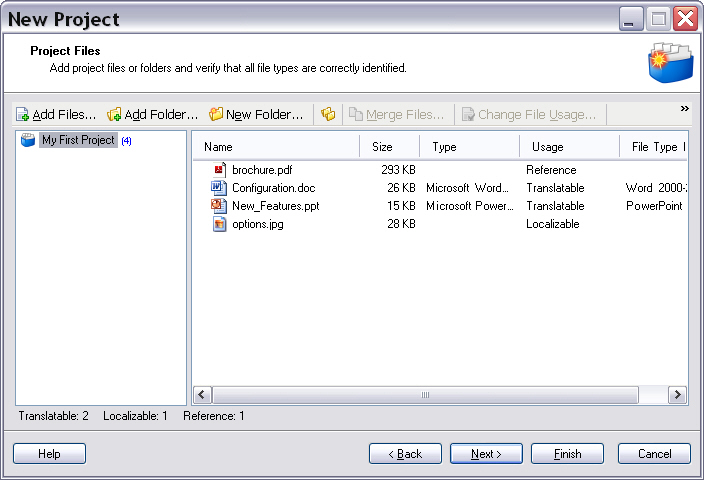 New Project
Project Files
Add project files or folders and verify that all file types are correctly identified.
Add Files... Add Folder... New Folder... Merge Files... Change File Usage... »
My First Project (4)
Name Size Type Usage File Type I
brochure.pdf 293 KB Reference
Configuration.doc 26 KB Microsoft Word... Translatable Word 2000-2
New_Features.ppt 15 KB Microsoft Power... Translatable PowerPoint
options.jpg 28 KB Localizable
Translatable: 2 Localizable: 1 Reference: 1
Help < Back Next > Finish Cancel